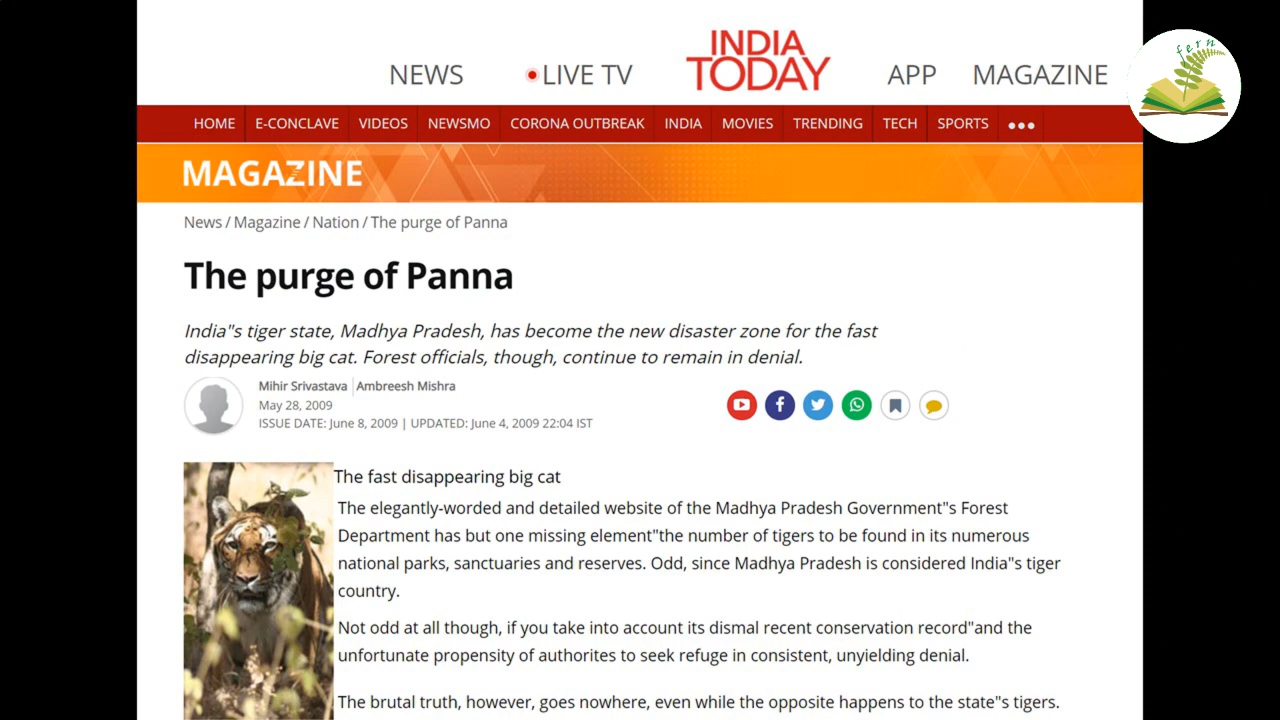 INDIA
TODAY
NEWS
LIVE TV
APP
MAGAZINE
fern
HOME
E-CONCLAVE
VIDEOS
NEWSMO
CORONA OUTBREAK
INDIA
MOVIES
TRENDING
TECH
SPORTS
MAGAZINE
News / Magazine / Nation / The purge of Panna
The purge of Panna
India"s tiger state, Madhya Pradesh, has become the new disaster zone for the fast
disappearing big cat. Forest officials, though, continue to remain in denial.
Mihir Srivastava | Ambreesh Mishra
May 28, 2009
ISSUE DATE: June 8, 2009 | UPDATED: June 4, 2009 22:04 IST
The fast disappearing big cat
The elegantly-worded and detailed website of the Madhya Pradesh Government"s Forest
Department has but one missing element"the number of tigers to be found in its numerous
national parks, sanctuaries and reserves. Odd, since Madhya Pradesh is considered India"s tiger
country.
Not odd at all though, if you take into account its dismal recent conservation record"and the
unfortunate propensity of authorites to seek refuge in consistent, unyielding denial.
The brutal truth, however, goes nowhere, even while the opposite happens to the state"s tigers.